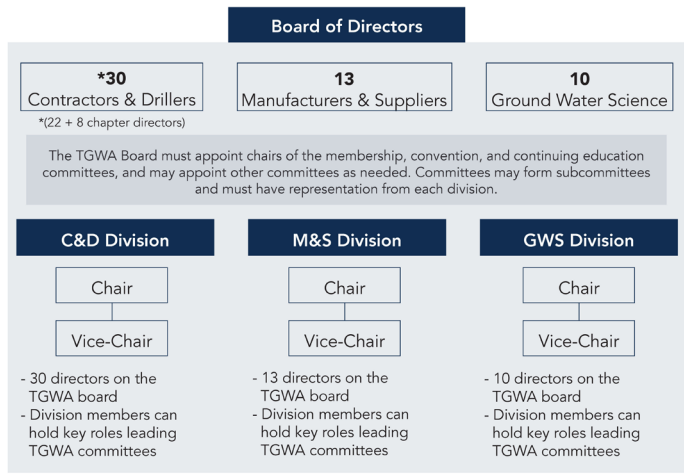 Board of Directors
*30
Contractors & Drillers
*(22 + 8 chapter directors)
13
Manufacturers & Suppliers
10
Ground Water Science
The TGWA Board must appoint chairs of the membership, convention, and continuing education
committees, and may appoint other committees as needed. Committees may form subcommittees
and must have representation from each division.
C&D Division
Chair
Vice-Chair
- 30 directors on the
TGWA board
- Division members can
hold key roles leading
TGWA committees
M&S Division
Chair
Vice-Chair
- 13 directors on the
TGWA board
- Division members can
hold key roles leading
TGWA committees
GWS Division
Chair
Vice-Chair
- 10 directors on the
TGWA board
- Division members can
hold key roles leading
TGWA committees